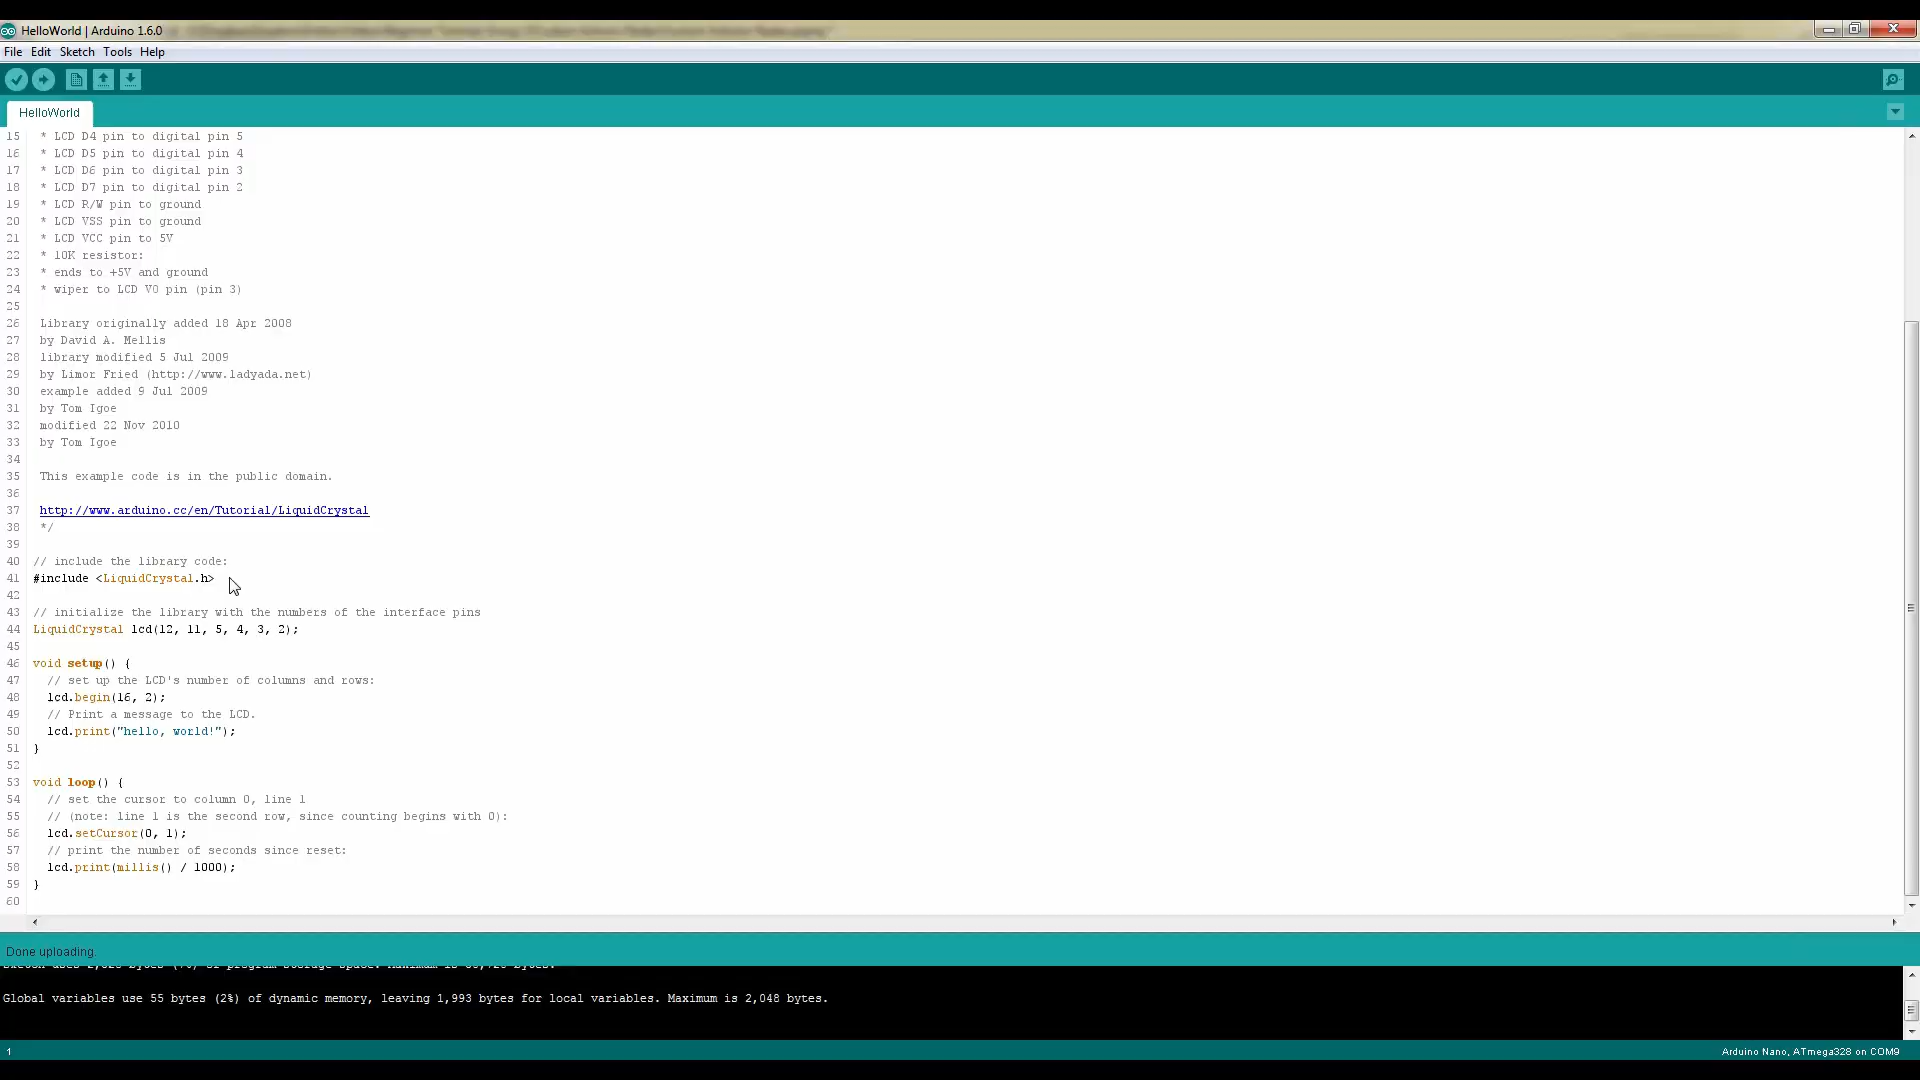 HelloWorld | Arduino 1.6.0
File Edit Sketch Tools Help
HelloWorld
15 * LCD D4 pin to digital pin 5
16 * LCD D5 pin to digital pin 4
17 * LCD D6 pin to digital pin 3
18 * LCD D7 pin to digital pin 2
19 * LCD R/W pin to ground
20 * LCD VSS pin to ground
21 * LCD VCC pin to 5V
22 * 10K resistor:
23 * ends to +5V and ground
24 * wiper to LCD VO pin (pin 3)
25
26 Library originally added 18 Apr 2008
27 by David A. Mellis
28 library modified 5 Jul 2009
29 by Limor Fried (http://www.ladyada.net)
30 example added 9 Jul 2009
31 by Tom Igoe
32 modified 22 Nov 2010
33 by Tom Igoe
34
35 This example code is in the public domain.
36
37 http://www.arduino.cc/en/Tutorial/LiquidCrystal
38 */
39
40 // include the library code:
41 #include <LiquidCrystal.h>
42
43 // initialize the library with the numbers of the interface pins
44 LiquidCrystal lcd(12, 11, 5, 4, 3, 2);
45
46 void setup() {
47 // set up the LCD's number of columns and rows:
48 lcd.begin(16, 2);
49 // Print a message to the LCD.
50 lcd.print("hello, world!");
51 }
52
53 void loop() {
54 // set the cursor to column 0, line 1
55 // (note: line 1 is the second row, since counting begins with 0):
56 lcd.setCursor(0, 1);
57 // print the number of seconds since reset:
58 lcd.print(millis() / 1000);
59 }
60
Done uploading.
Global variables use 55 bytes (2%) of dynamic memory, leaving 1,993 bytes for local variables. Maximum is 2,048 bytes.
1
Arduino Nano, ATmega328 on COM9